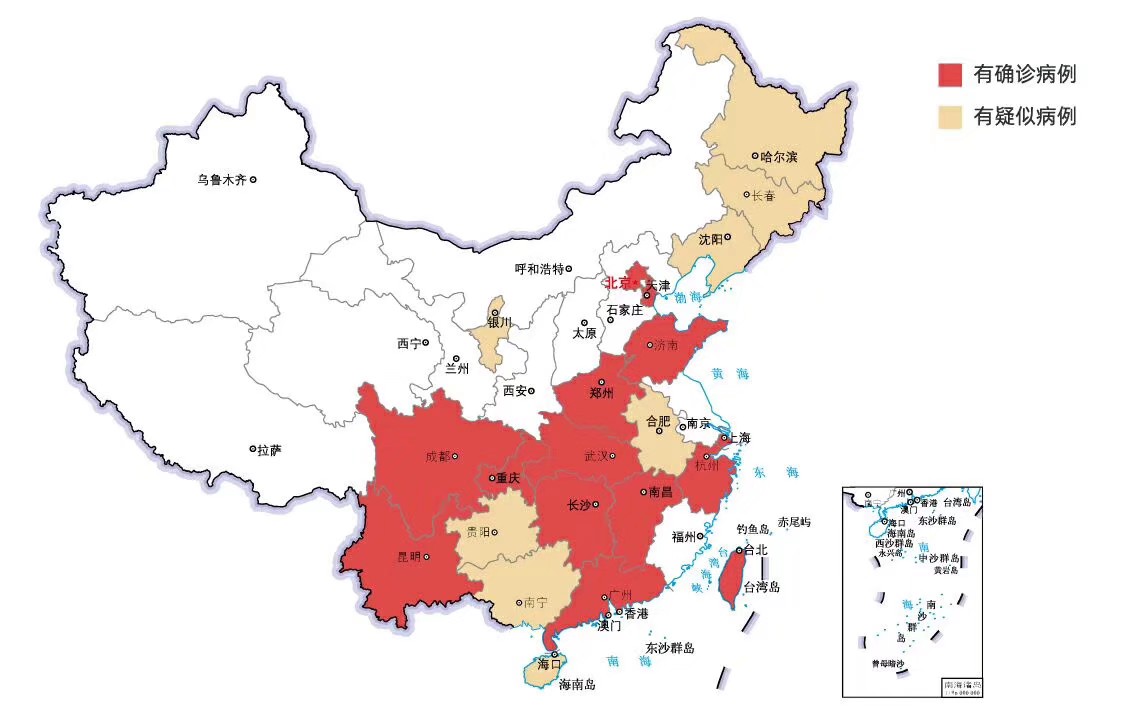 有确诊病例
有疑似病例
哈尔滨
乌鲁木齐
长春
沈阳
呼和浩特
北京
天津
渤海
石家庄
银川
太原
济南
西宁
兰州
黄海
西安
郑州
合肥
南京
上海
拉萨
成都
武汉
杭州
东海
重庆
南昌
长沙
赤尾屿
钓鱼岛
贵阳
福州
台北
昆明
台湾海峡
台湾岛
南宁
广州
香港
澳门
东沙群岛
海口
南海
海南岛
南宁
广州
香港
台湾岛
澳门
东沙群岛
海口
海南岛
西沙群岛
永兴岛
中沙群岛
黄岩岛
南海
南沙群岛
曾母暗沙
南海诸岛